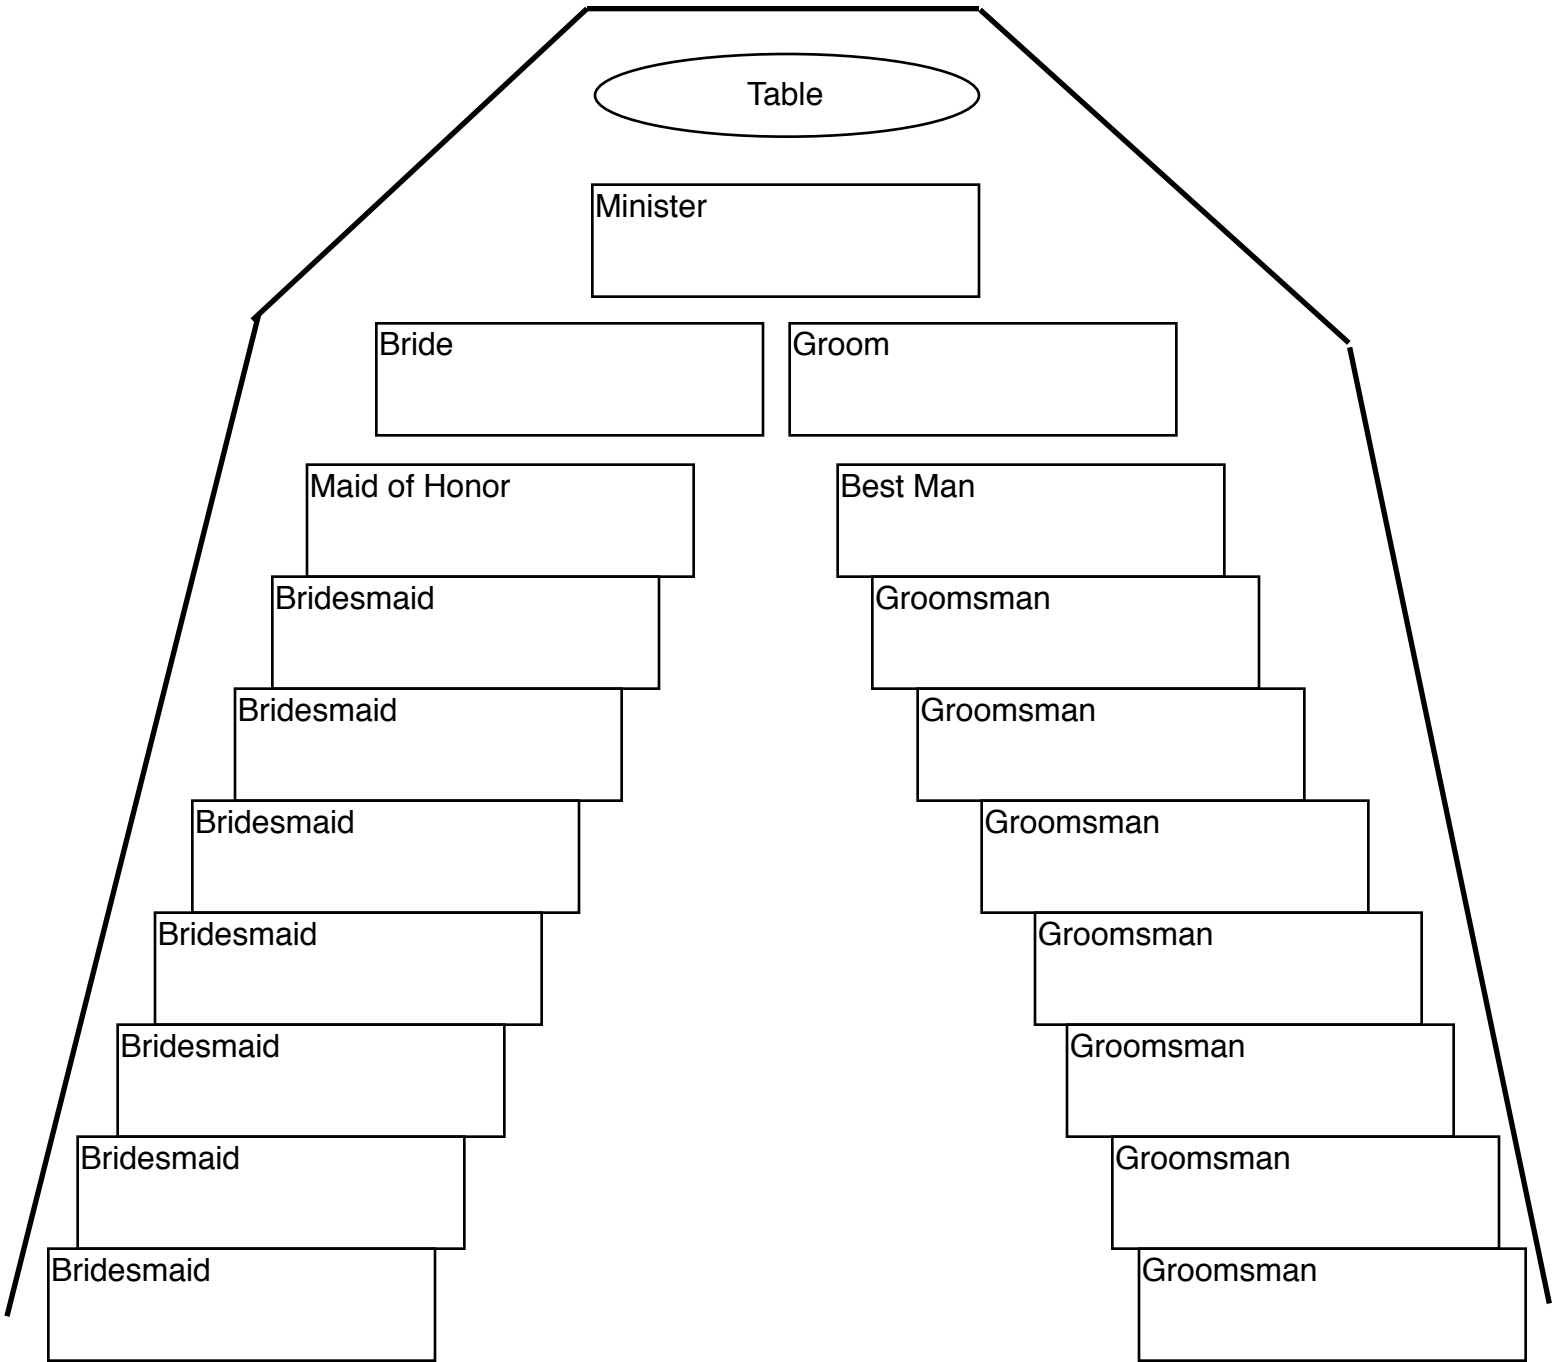 Table
Minister
Bride
Groom
Maid of Honor
Best Man
Bridesmaid
Groomsman
Bridesmaid
Groomsman
Bridesmaid
Groomsman
Bridesmaid
Groomsman
Bridesmaid
Groomsman
Bridesmaid
Groomsman
Bridesmaid
Groomsman